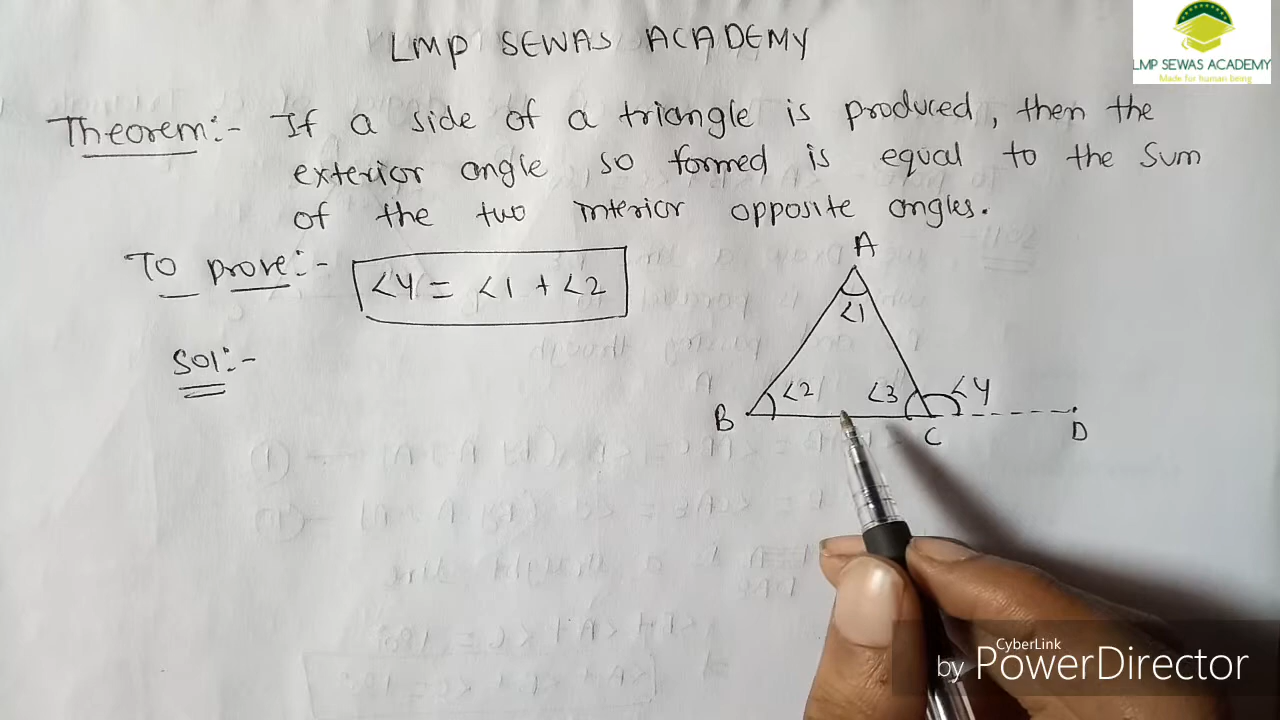 LMP SEWAS ACADEMY
LMP SEWAS ACADEMY
Made for human being
Theorem:- If a side of a triangle is produced, then the
exterior angle so formed is equal to the sum
of the two interior opposite angles.
To prove:- <4 = <1 + <2
Sol:-
A
<1
<2 <3 <4
B C D
CyberLink
by PowerDirector